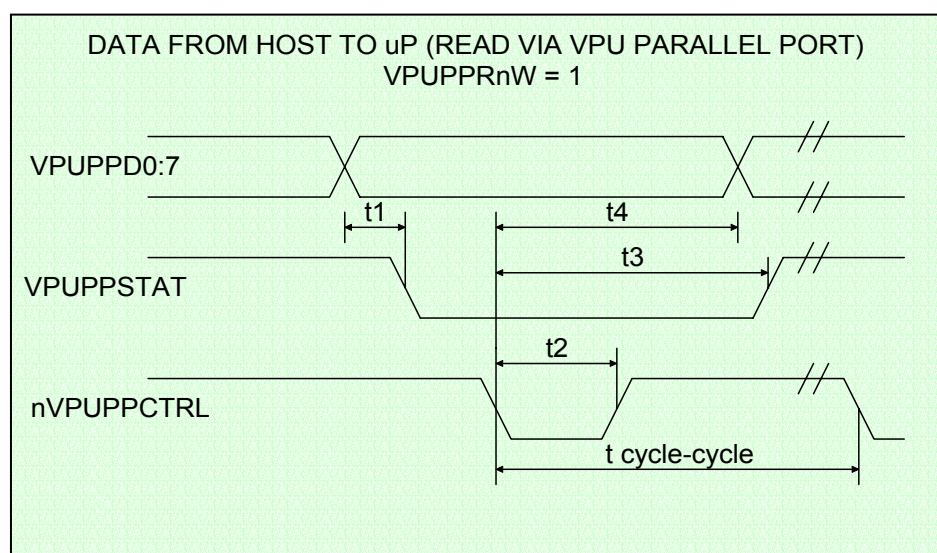 DATA FROM HOST TO uP (READ VIA VPU PARALLEL PORT)
VPUPPRnW = 1
VPUPPD0:7
t1
t4
t3
VPUPPSTAT
t2
nVPUPPCTRL
t cycle-cycle